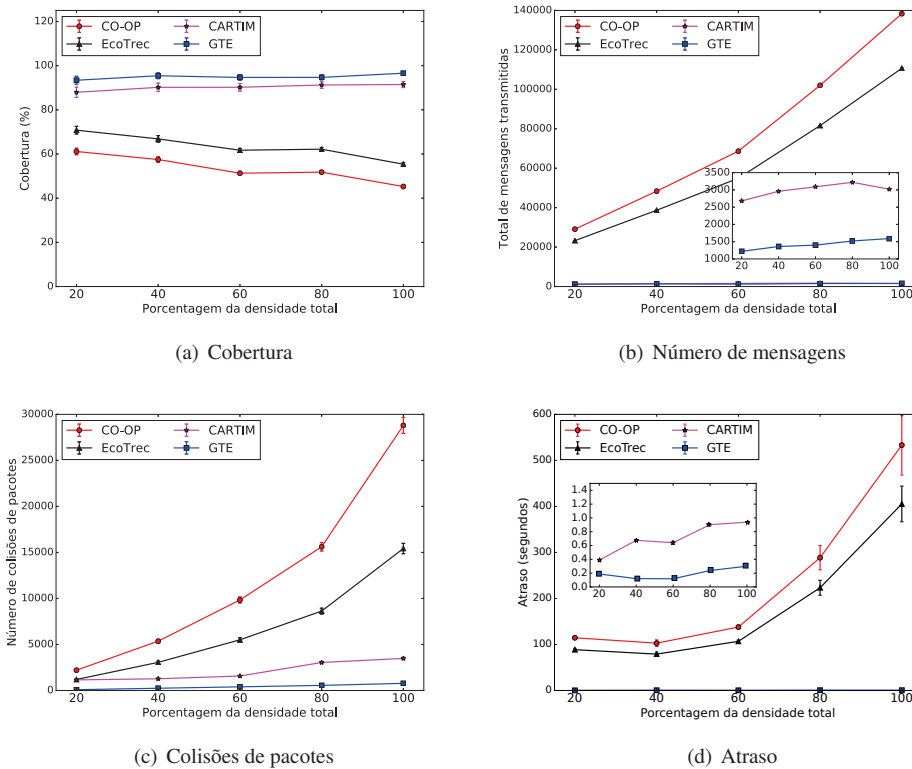 120
100
80
60
40
20
0
Cobertura (%)
CO-OP
EcoTrec
CARTIM
GTE
20 40 60 80 100
Porcentagem da densidade total
(a) Cobertura
140000
120000
100000
80000
60000
40000
20000
0
Total de mensagens transmitidas
CO-OP
EcoTrec
CARTIM
GTE
3500
3000
2500
2000
1500
1000
20 40 60 80 100
20 40 60 80 100
Porcentagem da densidade total
(b) Número de mensagens
30000
25000
20000
15000
10000
5000
0
Número de colisões de pacotes
CO-OP
EcoTrec
CARTIM
GTE
20 40 60 80 100
Porcentagem da densidade total
(c) Colisões de pacotes
600
500
400
300
200
100
0
Atraso (segundos)
CO-OP
EcoTrec
CARTIM
GTE
1.4
1.2
1.0
0.8
0.6
0.4
0.2
0.0
20 40 60 80 100
20 40 60 80 100
Porcentagem da densidade total
(d) Atraso